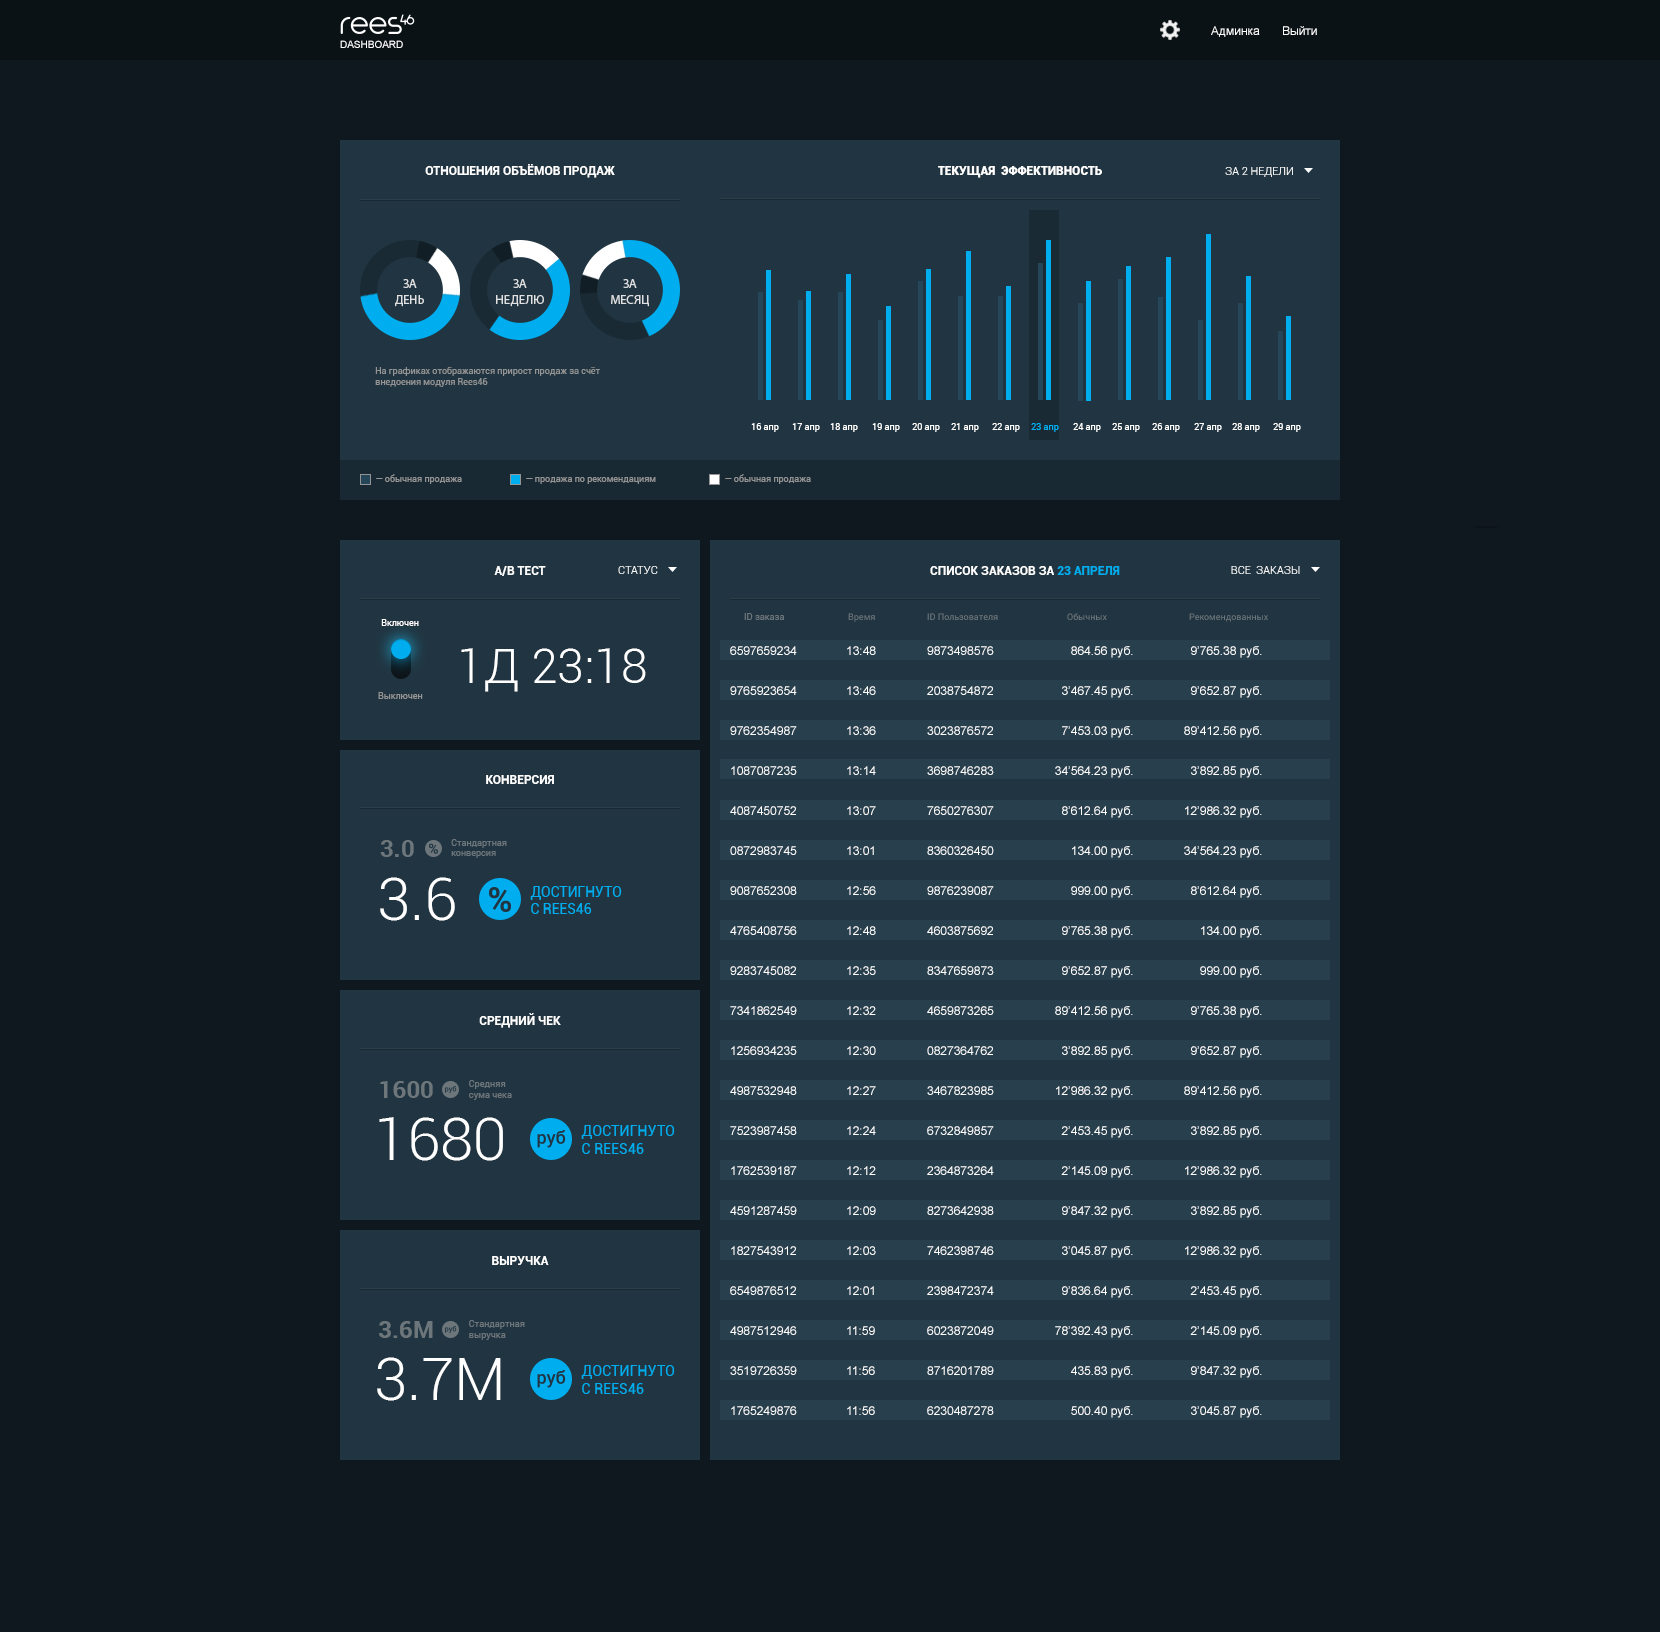 rees46
DASHBOARD
Админка
Выйти
ОТНОШЕНИЯ ОБЪЁМОВ ПРОДАЖ
ЗА
ДЕНЬ
ЗА
НЕДЕЛЮ
ЗА
МЕСЯЦ
На графиках отображаются прирост продаж за счёт
внедоения модуля Rees46
ТЕКУЩАЯ ЭФФЕКТИВНОСТЬ
ЗА 2 НЕДЕЛИ
16 апр 17 апр 18 апр 19 апр 20 апр 21 апр 22 апр 23 апр 24 апр 25 апр 26 апр 27 апр 28 апр 29 апр
— обычная продажа
— продажа по рекомендациям
— обычная продажа
A/B ТЕСТ
СТАТУС
Включен
Выключен
1Д 23:18
КОНВЕРСИЯ
3.0 % Стандартная
конверсия
3.6 % ДОСТИГНУТО
С REES46
СРЕДНИЙ ЧЕК
1600 руб Средняя
сума чека
1680 руб ДОСТИГНУТО
С REES46
ВЫРУЧКА
3.6М руб Стандартная
выручка
3.7М руб ДОСТИГНУТО
С REES46
СПИСОК ЗАКАЗОВ ЗА 23 АПРЕЛЯ
ВСЕ ЗАКАЗЫ
ID заказа Время ID Пользователя Обычных Рекомендованных
6597659234 13:48 9873498576 864.56 руб. 9'765.38 руб.
9765923654 13:46 2038754872 3'467.45 руб. 9'652.87 руб.
9762354987 13:36 3023876572 7'453.03 руб. 89'412.56 руб.
1087087235 13:14 3698746283 34'564.23 руб. 3'892.85 руб.
4087450752 13:07 7650276307 8'612.64 руб. 12'986.32 руб.
0872983745 13:01 8360326450 134.00 руб. 34'564.23 руб.
9087652308 12:56 9876239087 999.00 руб. 8'612.64 руб.
4765408756 12:48 4603875692 9'765.38 руб. 134.00 руб.
9283745082 12:35 8347659873 9'652.87 руб. 999.00 руб.
7341862549 12:32 4659873265 89'412.56 руб. 9'765.38 руб.
1256934235 12:30 0827364762 3'892.85 руб. 9'652.87 руб.
4987532948 12:27 3467823985 12'986.32 руб. 89'412.56 руб.
7523987458 12:24 6732849857 2'453.45 руб. 3'892.85 руб.
1762539187 12:12 2364873264 2'145.09 руб. 12'986.32 руб.
4591287459 12:09 8273642938 9'847.32 руб. 3'892.85 руб.
1827543912 12:03 7462398746 3'045.87 руб. 12'986.32 руб.
6549876512 12:01 2398472374 9'836.64 руб. 2'453.45 руб.
4987512946 11:59 6023872049 78'392.43 руб. 2'145.09 руб.
3519726359 11:56 8716201789 435.83 руб. 9'847.32 руб.
1765249876 11:56 6230487278 500.40 руб. 3'045.87 руб.